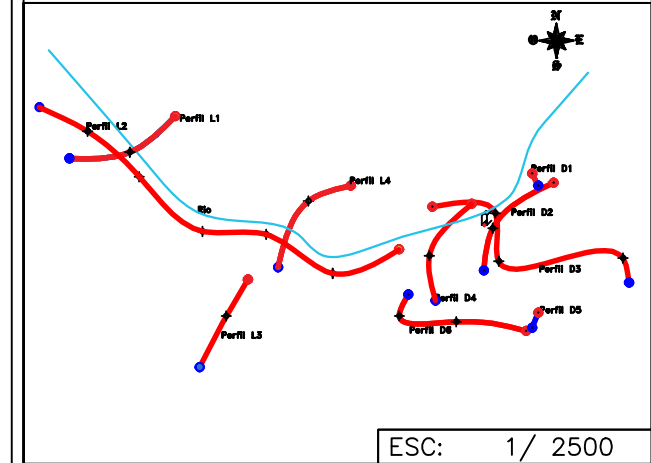 N
O E
S
Perfil L1
Perfil L2
Perfil D1
Perfil L4
Rio
Perfil D2
Perfil D3
Perfil D4
Perfil D5
Perfil L3
Perfil D6
ESC: 1/ 2500